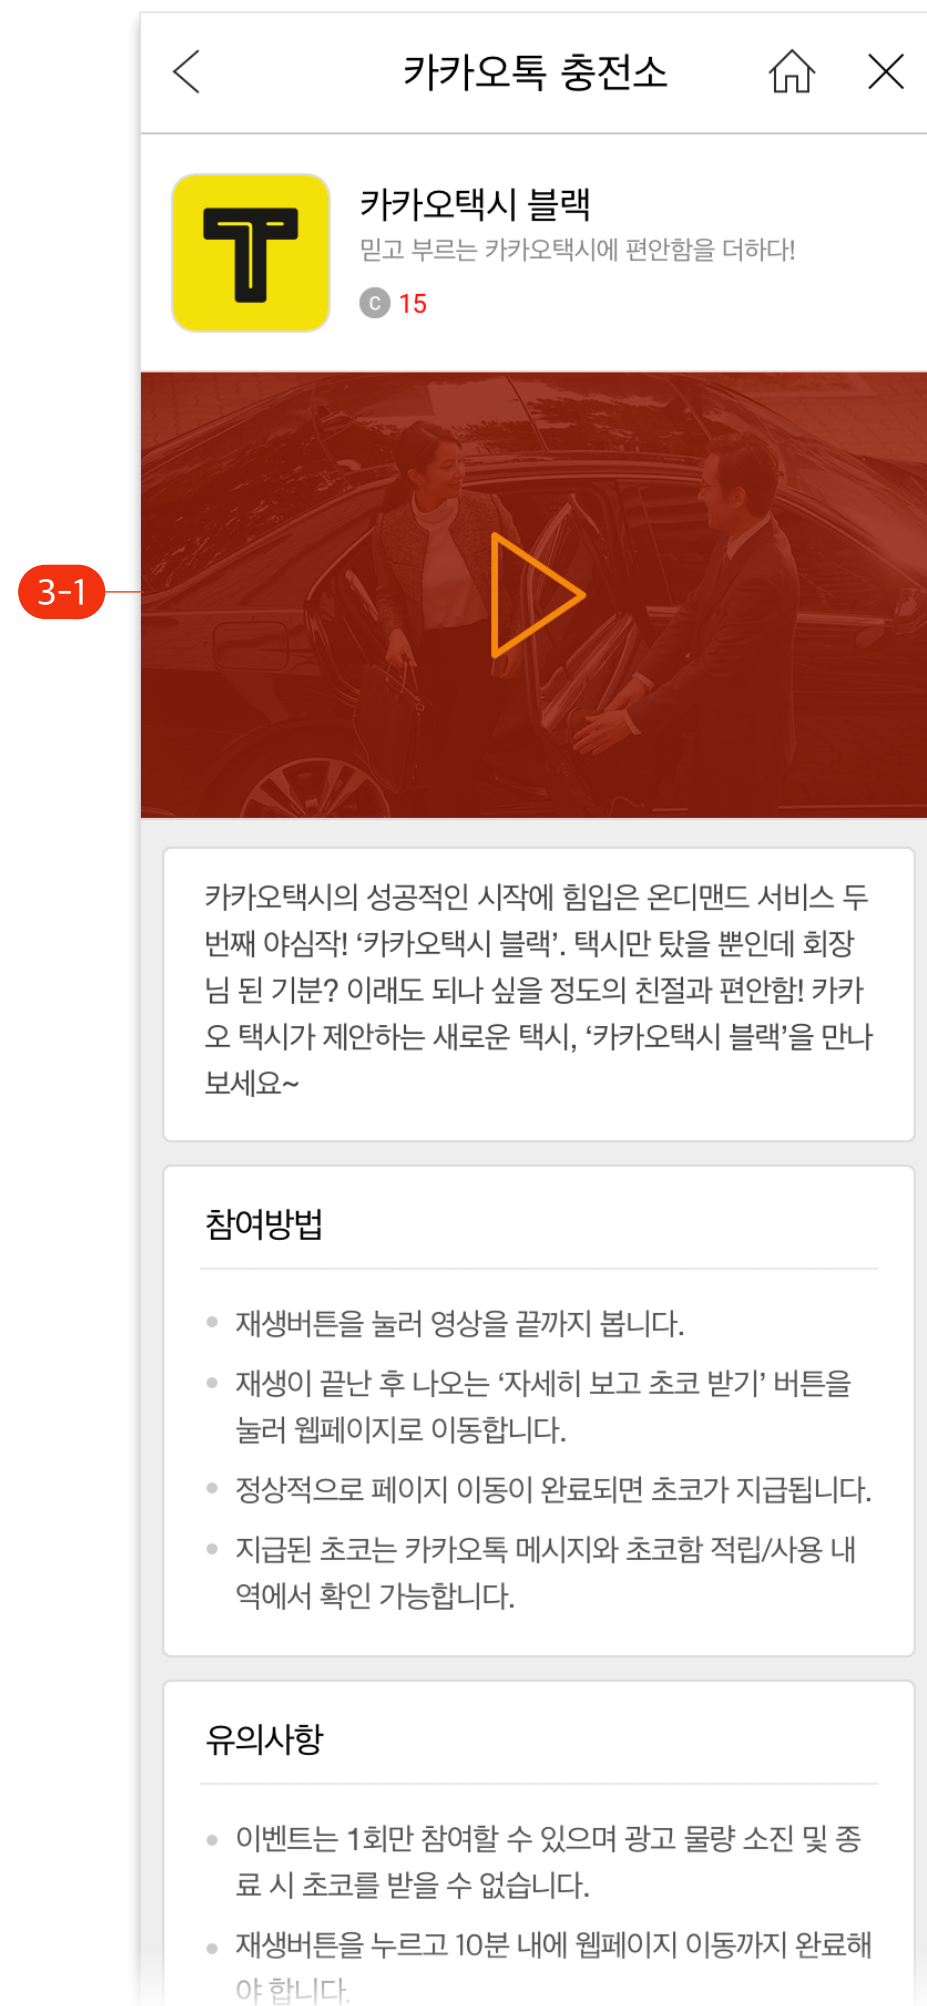 카카오톡 충전소
카카오택시 블랙
믿고 부르는 카카오택시에 편안함을 더하다!
C 15
3-1
카카오택시의 성공적인 시작에 힘입은 온디맨드 서비스 두
번째 야심작! ‘카카오택시 블랙’. 택시만 탔을 뿐인데 회장
님 된 기분? 이래도 되나 싶을 정도의 친절과 편안함! 카카
오 택시가 제안하는 새로운 택시, ‘카카오택시 블랙’을 만나
보세요~
참여방법
재생버튼을 눌러 영상을 끝까지 봅니다.
재생이 끝난 후 나오는 ‘자세히 보고 초코 받기’ 버튼을
눌러 웹페이지로 이동합니다.
정상적으로 페이지 이동이 완료되면 초코가 지급됩니다.
지급된 초코는 카카오톡 메시지와 초코함 적립/사용 내
역에서 확인 가능합니다.
유의사항
이벤트는 1회만 참여할 수 있으며 광고 물량 소진 및 종
료 시 초코를 받을 수 없습니다.
재생버튼을 누르고 10분 내에 웹페이지 이동까지 완료해
야 합니다.